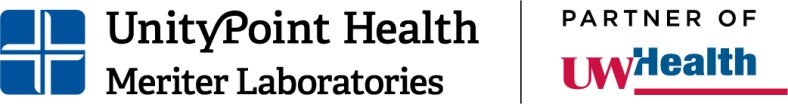 UnityPoint Health
Meriter Laboratories
PARTNER OF
UWHealth